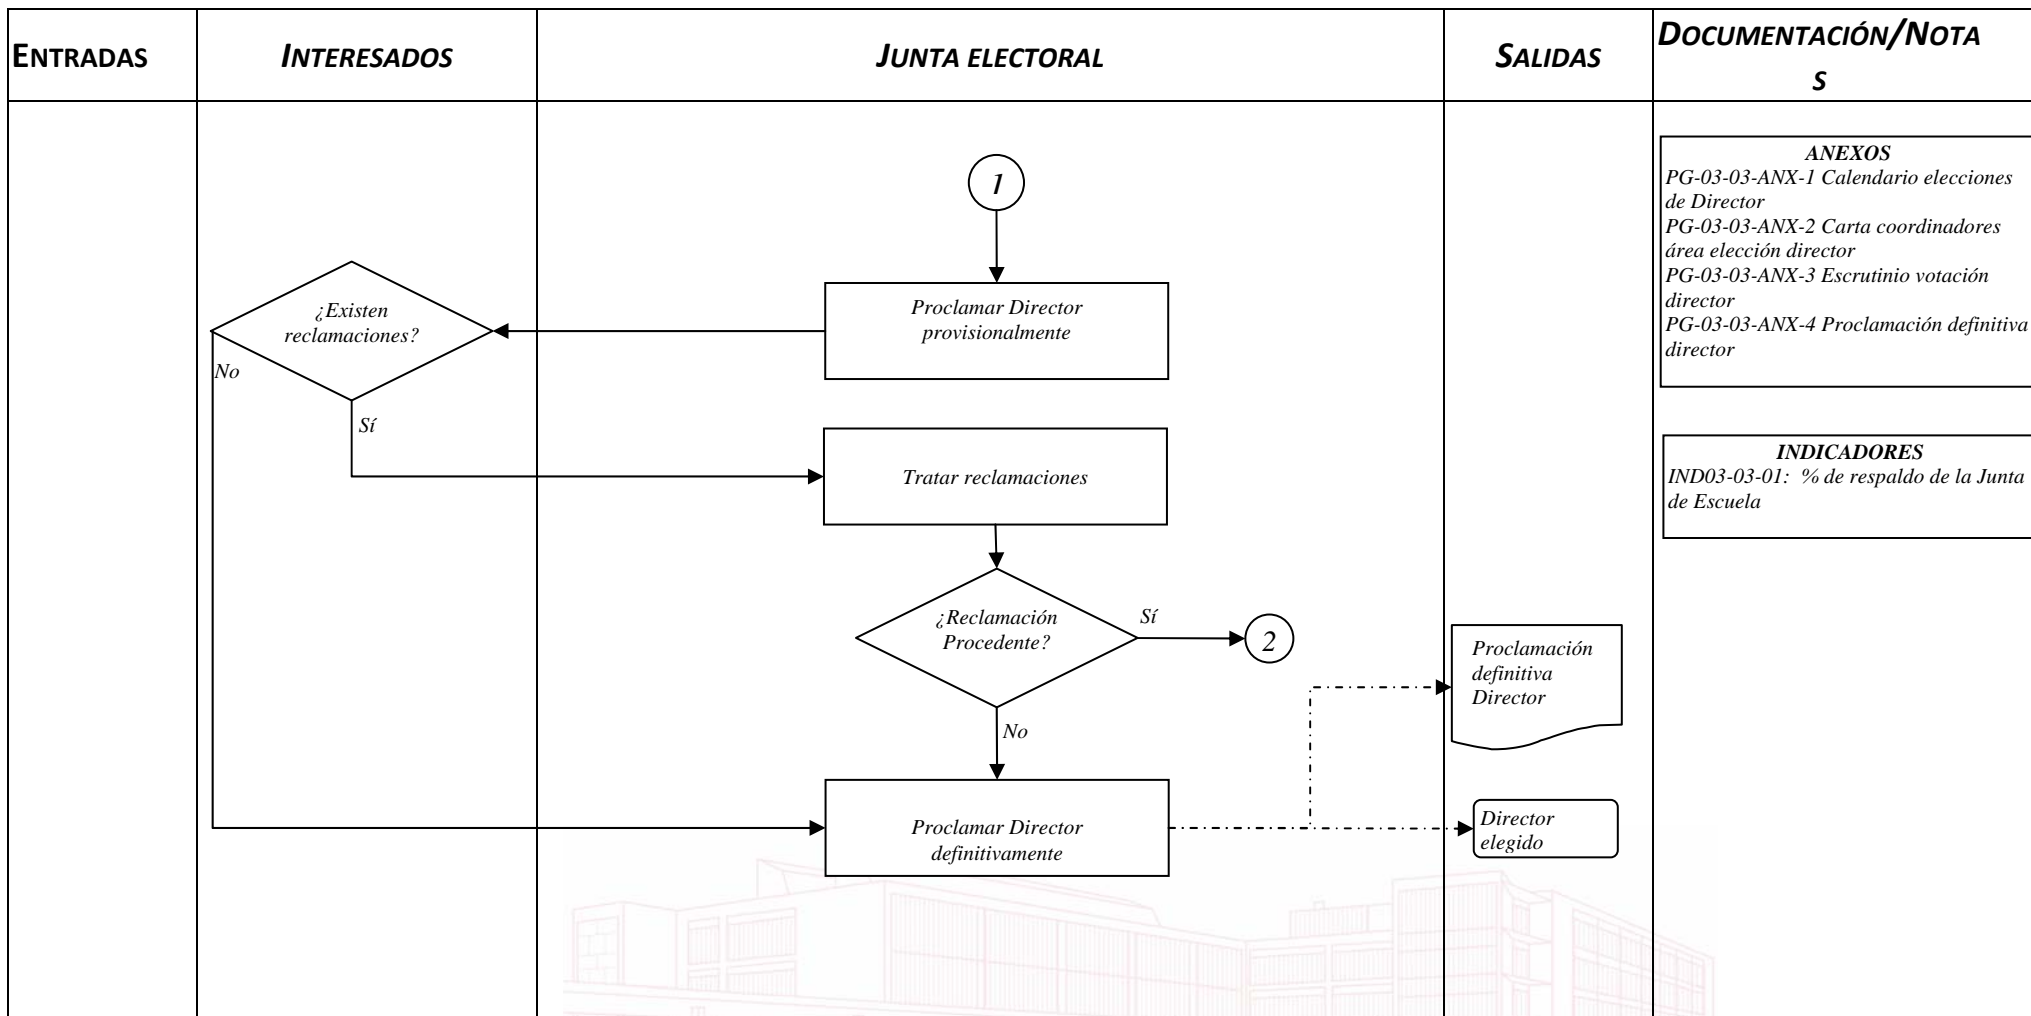 ENTRADAS
INTERESADOS
JUNTA ELECTORAL
SALIDAS
DOCUMENTACIÓN/NOTA
S
1
¿Existen
reclamaciones?
No
Sí
Proclamar Director
provisionalmente
Tratar reclamaciones
¿Reclamación
Procedente?
Sí
2
No
Proclamar Director
definitivamente
Proclamación
definitiva
Director
Director
elegido
ANEXOS
PG-03-03-ANX-1 Calendario elecciones
de Director
PG-03-03-ANX-2 Carta coordinadores
área elección director
PG-03-03-ANX-3 Escrutinio votación
director
PG-03-03-ANX-4 Proclamación definitiva
director
INDICADORES
IND03-03-01:  % de respaldo de la Junta
de Escuela